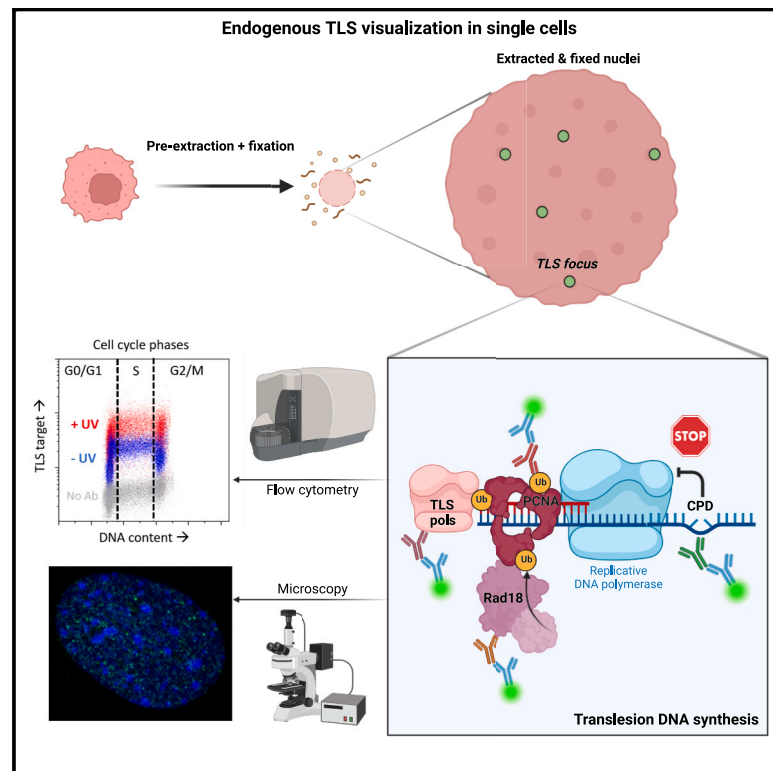 Endogenous TLS visualization in single cells
Extracted & fixed nuclei
Pre-extraction + fixation
TLS focus
Cell cycle phases
G0/G1 S G2/M
TLS target →
+ UV
- UV
No Ab
DNA content →
Flow cytometry
Microscopy
STOP
Ub
PCNA
CPD
Ub
TLS
pols
Ub
Replicative
DNA polymerase
Rad18
Translesion DNA synthesis